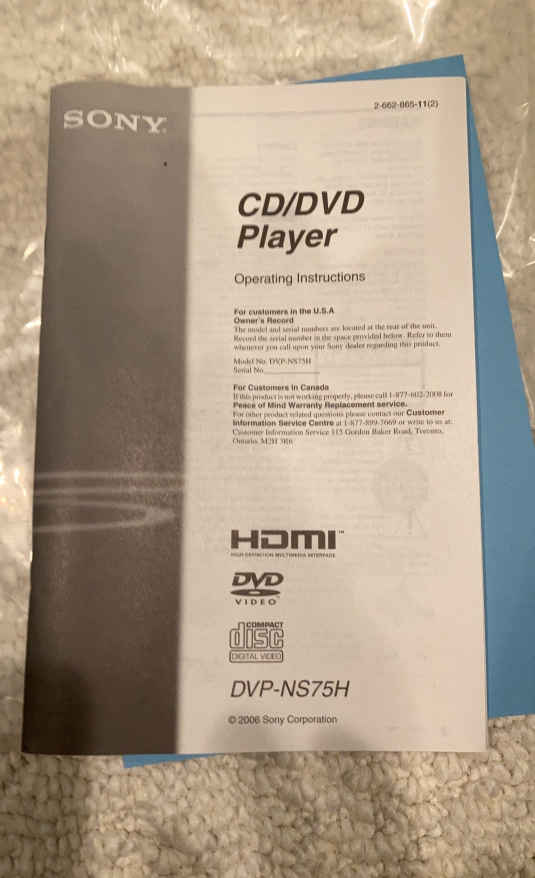 2-662-865-11(2)
SONY
CD/DVD
Player
Operating Instructions
For customers in the U.S.A
Owner's Record
The model and serial numbers are located at the rear of the unit.
Record the serial number in the space provided below. Refer to them
whenever you call upon your Sony dealer regarding this product.
Model No. DVP-NS75H
Serial No.
For Customers in Canada
If this product is not working properly, please call 1-877-602-2008 for
Peace of Mind Warranty Replacement service.
For other product related questions please contact our Customer
Information Service Centre at 1-877-899-7669 or write to us at:
Customer Information Service 115 Gordon Baker Road, Toronto,
Ontario, M2H 3R6
HDMI™
HIGH-DEFINITION MULTIMEDIA INTERFACE
DVD
VIDEO
COMPACT
disc
DIGITAL VIDEO
DVP-NS75H
© 2006 Sony Corporation